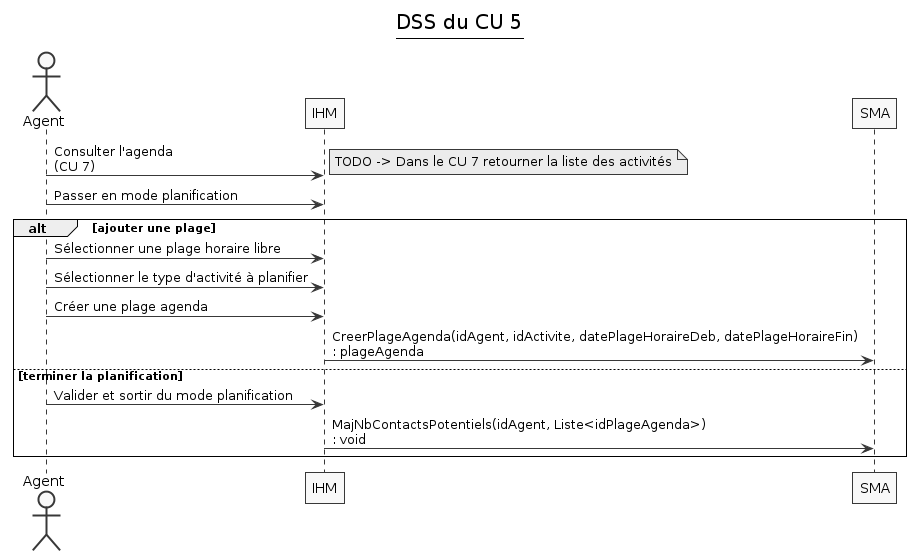 DSS du CU 5
Agent
IHM
SMA
Consulter l'agenda
(CU 7)
TODO -> Dans le CU 7 retourner la liste des activités
Passer en mode planification
alt [ajouter une plage]
Sélectionner une plage horaire libre
Sélectionner le type d'activité à planifier
Créer une plage agenda
CreerPlageAgenda(idAgent, idActivite, datePlageHoraireDeb, datePlageHoraireFin)
: plageAgenda
[terminer la planification]
Valider et sortir du mode planification
MajNbContactsPotentiels(idAgent, Liste<idPlageAgenda>)
: void
Agent
IHM
SMA